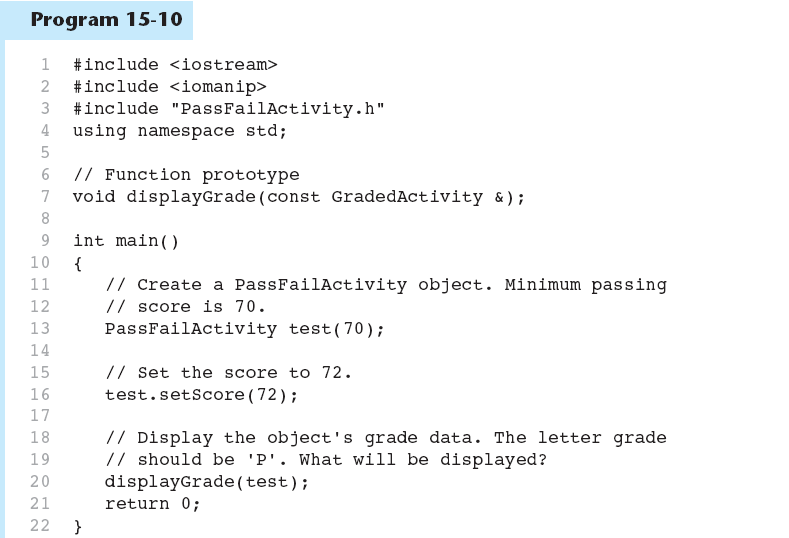 Program 15-10
1 #include <iostream>
2 #include <iomanip>
3 #include "PassFailActivity.h"
4 using namespace std;
5
6 // Function prototype
7 void displayGrade(const GradedActivity &);
8
9 int main()
10 {
11 // Create a PassFailActivity object. Minimum passing
12 // score is 70.
13 PassFailActivity test(70);
14
15 // Set the score to 72.
16 test.setScore(72);
17
18 // Display the object's grade data. The letter grade
19 // should be 'P'. What will be displayed?
20 displayGrade(test);
21 return 0;
22 }